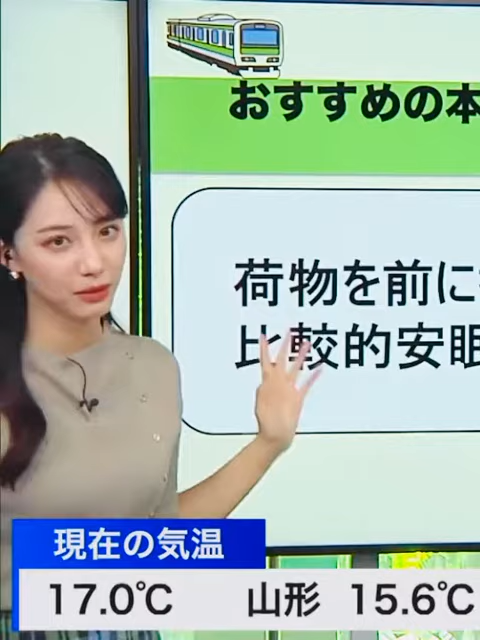 おすすめの本
荷物を前に
比較的安眠
現在の気温
17.0℃ 山形 15.6℃